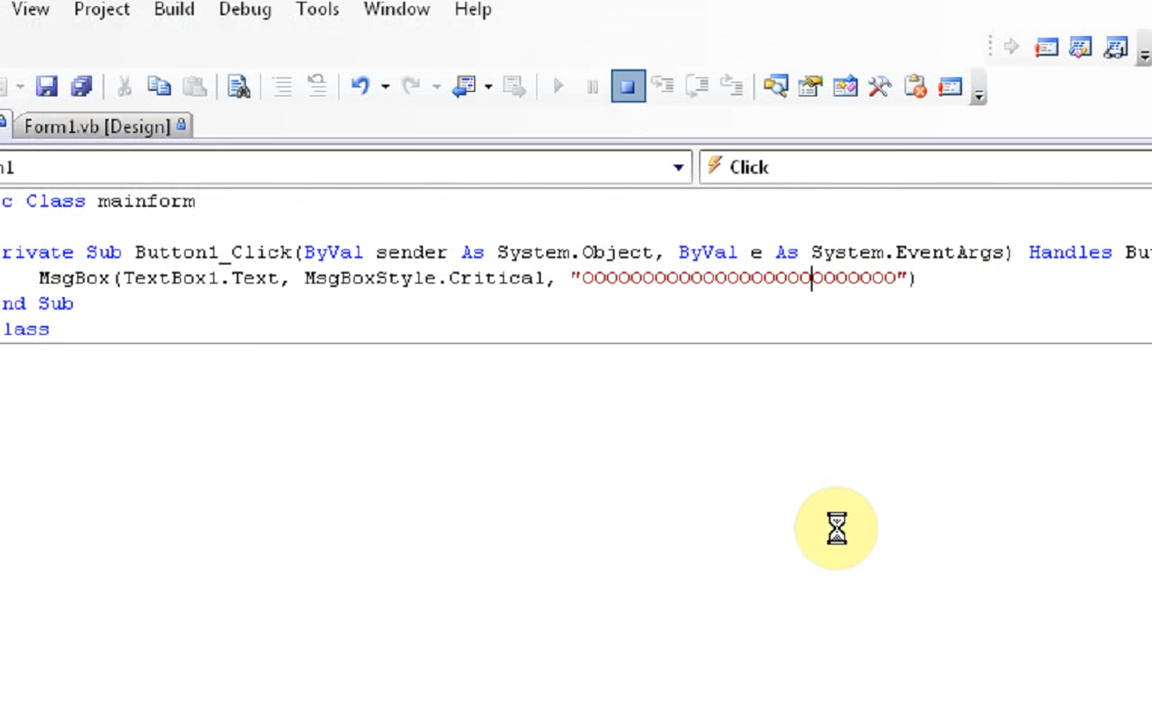 View Project Build Debug Tools Window Help
Form1.vb [Design]
n1 Click
c Class mainform
rivate Sub Button1_Click(ByVal sender As System.Object, ByVal e As System.EventArgs) Handles Bu
MsgBox(TextBox1.Text, MsgBoxStyle.Critical, "OOOOOOOOOOOOOOOOOOOOOOOOOO")
nd Sub
lass